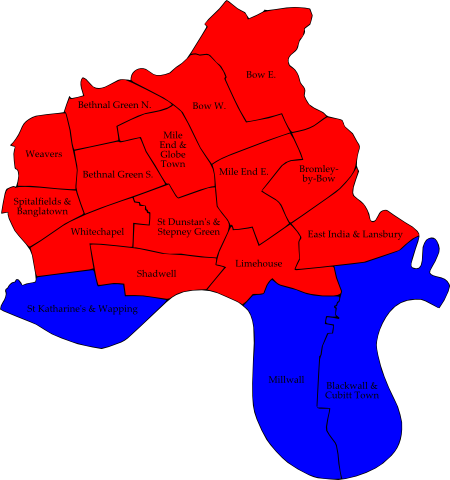 Bow E.
Bethnal Green N.
Bow W.
Mile
End &
Globe
Town
Weavers
Bethnal Green S.
Mile End E.
Bromley-
by-Bow
Spitalfields &
Banglatown
Whitechapel
St Dunstan's &
Stepney Green
East India & Lansbury
Shadwell
Limehouse
St Katharine's & Wapping
Millwall
Blackwall &
Cubitt Town